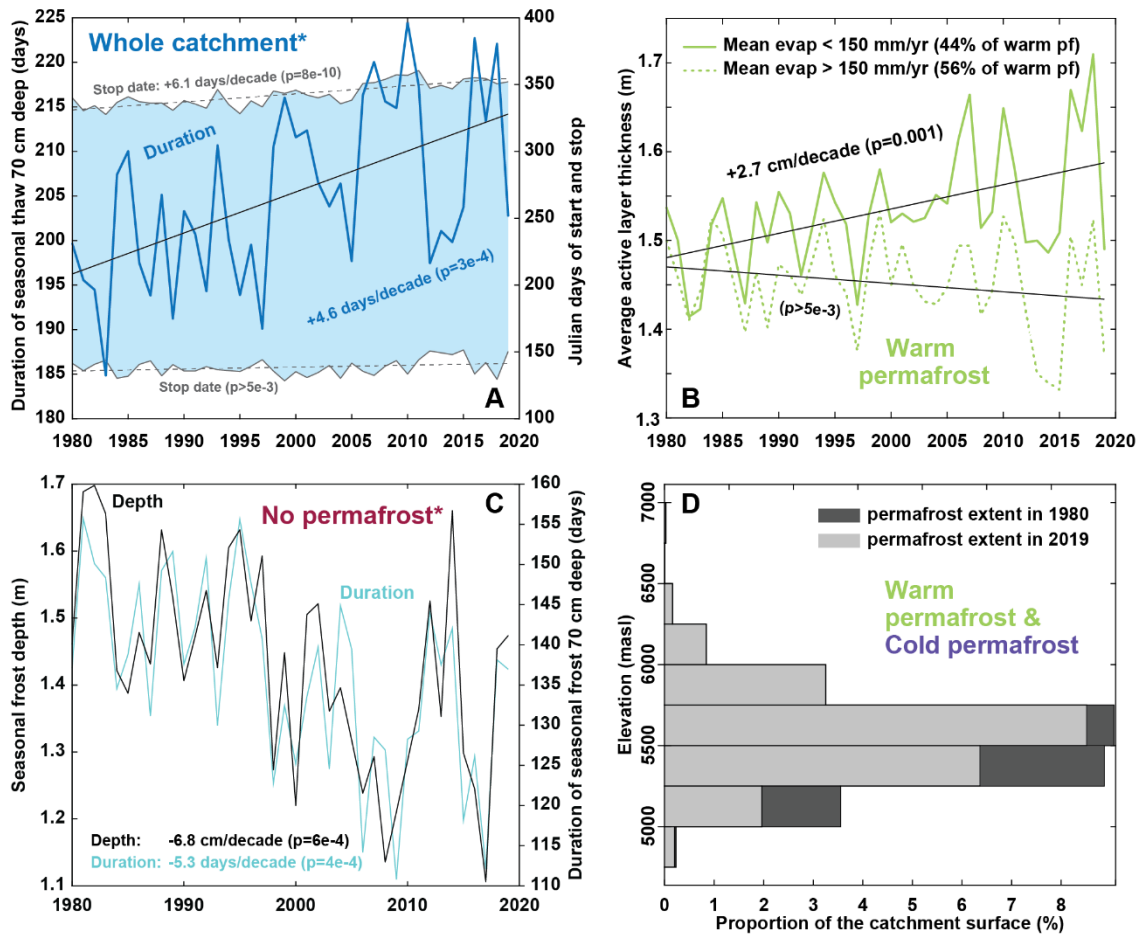 Duration of seasonal thaw 70 cm deep (days)
225
220
215
210
205
200
195
190
185
180
Whole catchment*
Stop date: +6.1 days/decade (p=8e-10)
Duration
+4.6 days/decade (p=3e-4)
Stop date (p>5e-3)
A
400
350
300
250
200
150
100
Julian days of start and stop
1980 1985 1990 1995 2000 2005 2010 2015 2020
Average active layer thickness (m)
1.7
1.6
1.5
1.4
1.3
Mean evap < 150 mm/yr (44% of warm pf)
Mean evap > 150 mm/yr (56% of warm pf)
+2.7 cm/decade (p=0.001)
(p>5e-3)
Warm
permafrost
B
1980 1985 1990 1995 2000 2005 2010 2015 2020
Seasonal frost depth (m)
1.7
1.6
1.5
1.4
1.3
1.2
1.1
Depth
No permafrost*
C
Duration
Depth: -6.8 cm/decade (p=6e-4)
Duration: -5.3 days/decade (p=4e-4)
160
155
150
145
140
135
130
125
120
115
110
Duration of seasonal frost 70 cm deep (days)
1980 1990 2000 2010 2020
Elevation (masl)
7000
6500
6000
5500
5000
D
permafrost extent in 1980
permafrost extent in 2019
Warm
permafrost &
Cold permafrost
0 1 2 3 4 5 6 7 8
Proportion of the catchment surface (%)